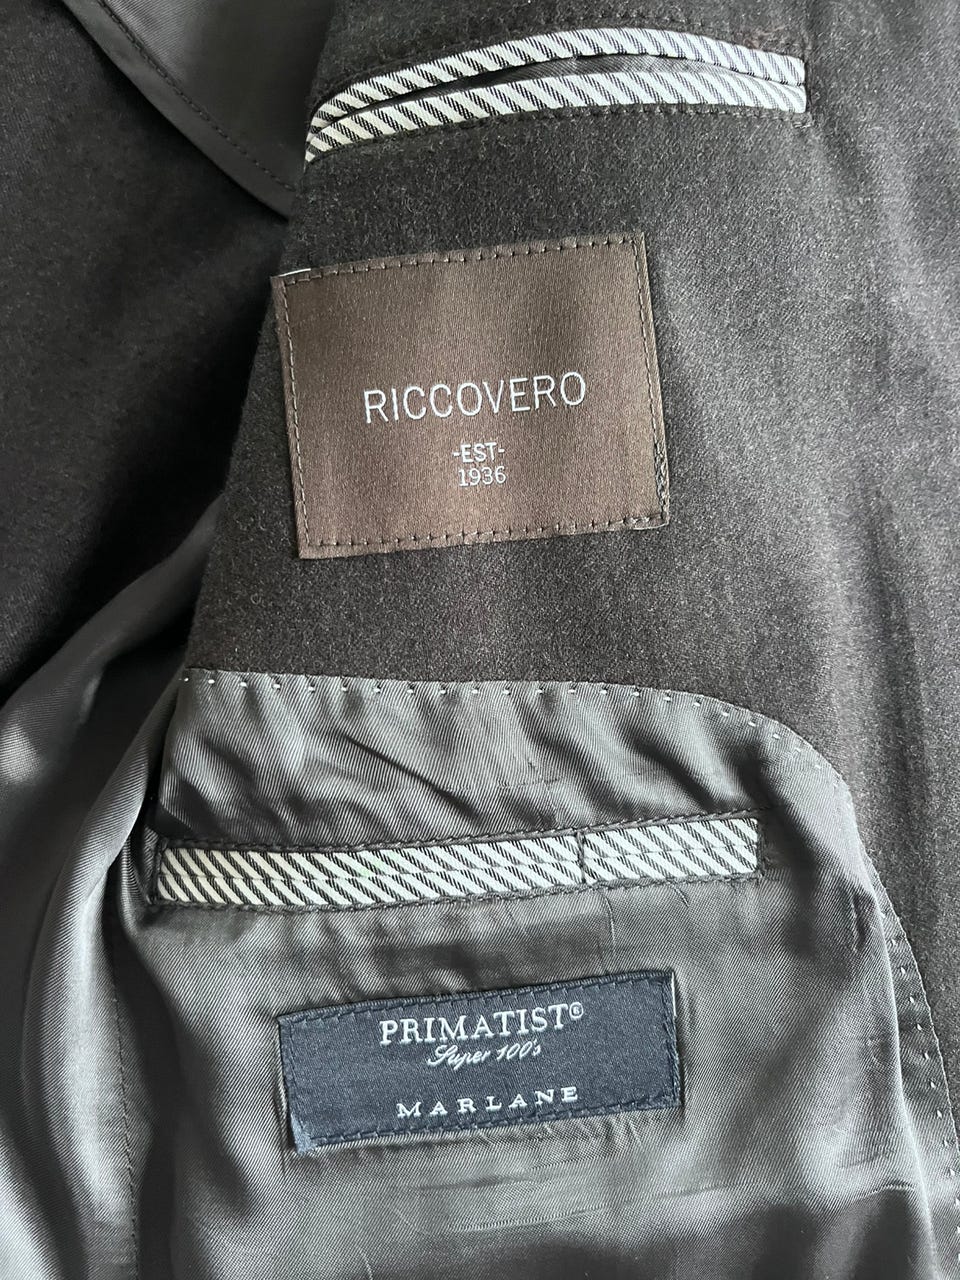 RICCOVERO
-EST-
1936
PRIMATIST®
Super 100's
MARLANE